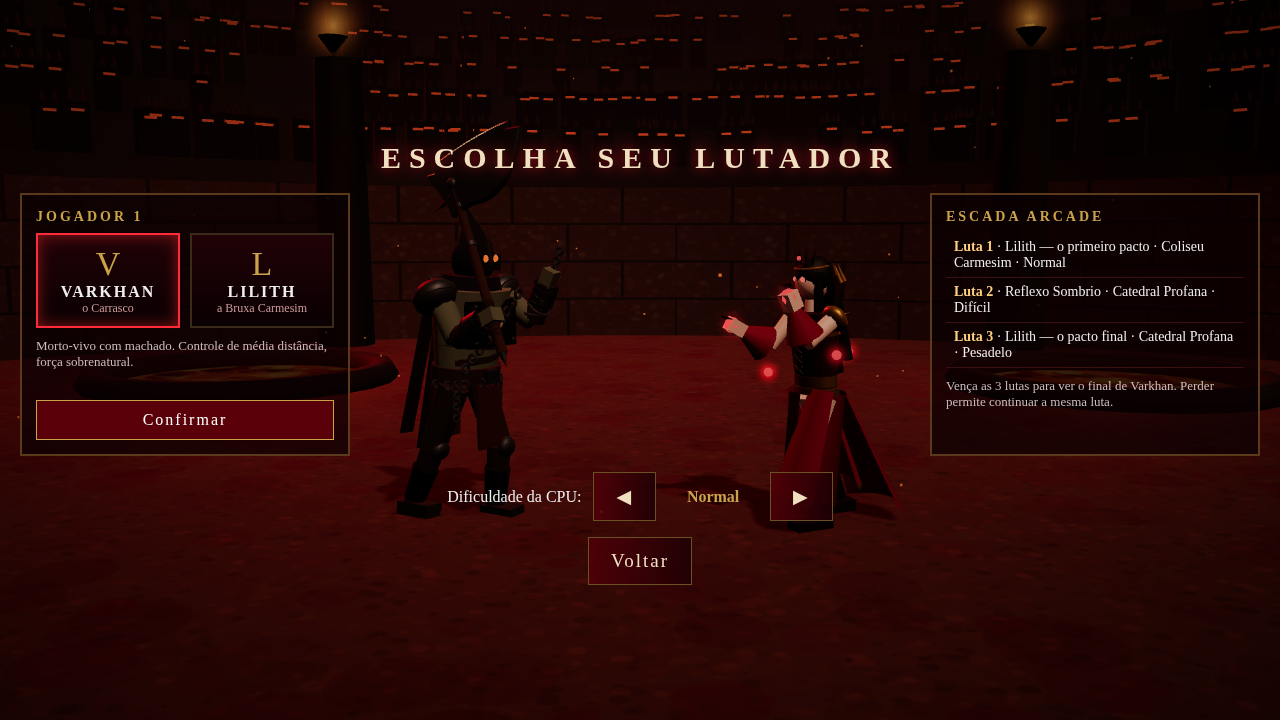 ESCOLHA SEU LUTADOR
JOGADOR 1
V
VARKHAN
o Carrasco
L
LILITH
a Bruxa Carmesim
Morto-vivo com machado. Controle de média distância,
força sobrenatural.
Confirmar
ESCADA ARCADE
Luta 1 · Lilith — o primeiro pacto · Coliseu
Carmesim · Normal
Luta 2 · Reflexo Sombrio · Catedral Profana ·
Difícil
Luta 3 · Lilith — o pacto final · Catedral Profana
· Pesadelo
Vença as 3 lutas para ver o final de Varkhan. Perder
permite continuar a mesma luta.
Dificuldade da CPU: ◀ Normal ▶
Voltar